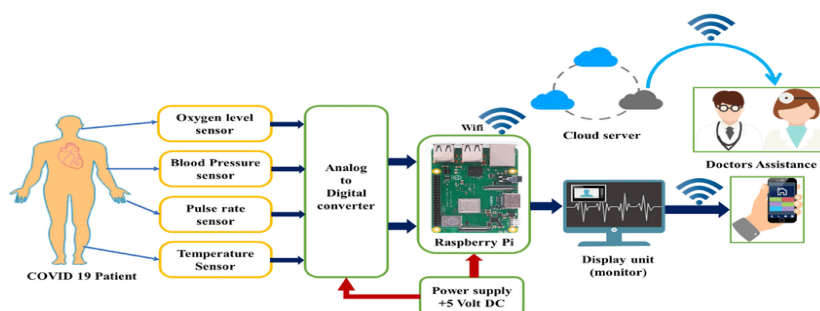 Oxygen level
sensor
Blood Pressure
sensor
Pulse rate
sensor
Temperature
Sensor
COVID 19 Patient
Analog
to
Digital
converter
Wifi
Raspberry Pi
Power supply
+5 Volt DC
Cloud server
Doctors Assistance
Display unit
(monitor)